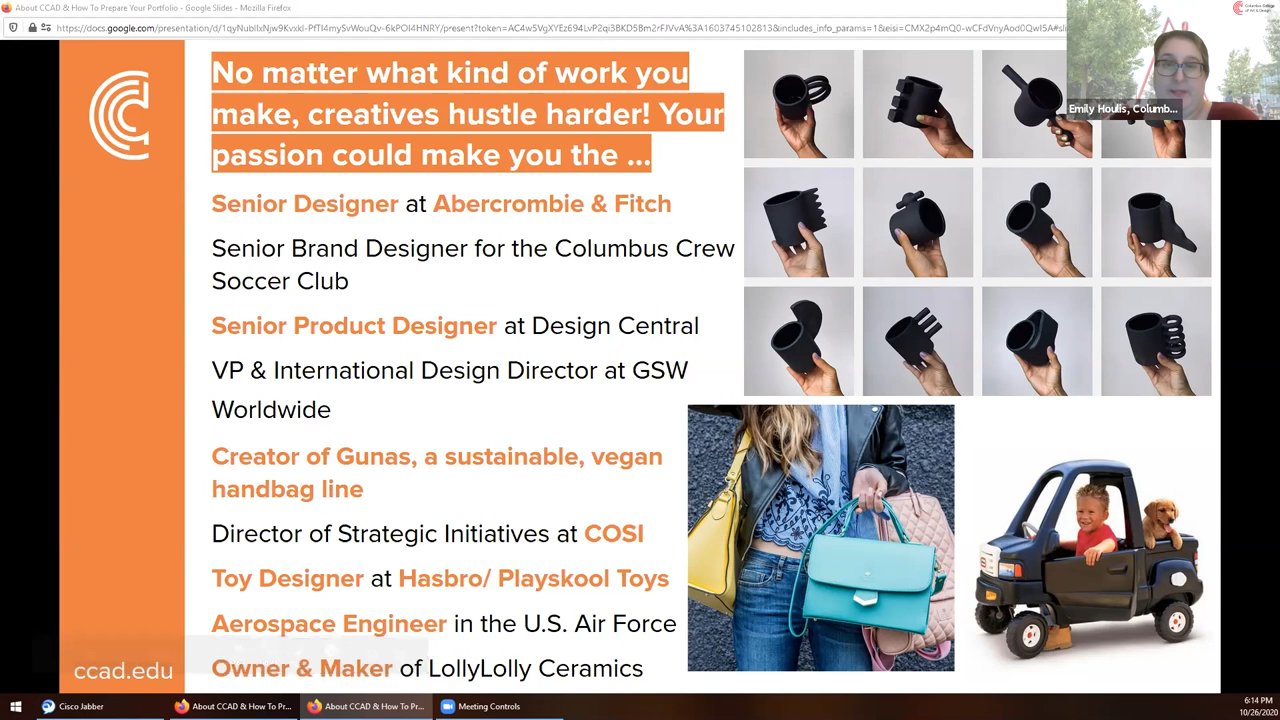 About CCAD & How To Prepare Your Portfolio - Google Slides - Mozilla Firefox
Columbus College
of Art & Design
Emily Houlis, Columb...
No matter what kind of work you
make, creatives hustle harder! Your
passion could make you the ...
Senior Designer at Abercrombie & Fitch
Senior Brand Designer for the Columbus Crew
Soccer Club
Senior Product Designer at Design Central
VP & International Design Director at GSW
Worldwide
Creator of Gunas, a sustainable, vegan
handbag line
Director of Strategic Initiatives at COSI
Toy Designer at Hasbro/ Playskool Toys
Aerospace Engineer in the U.S. Air Force
Owner & Maker of LollyLolly Ceramics
ccad.edu
Cisco Jabber
About CCAD & How To Pr...
About CCAD & How To Pr...
Meeting Controls
6:14 PM
10/26/2020